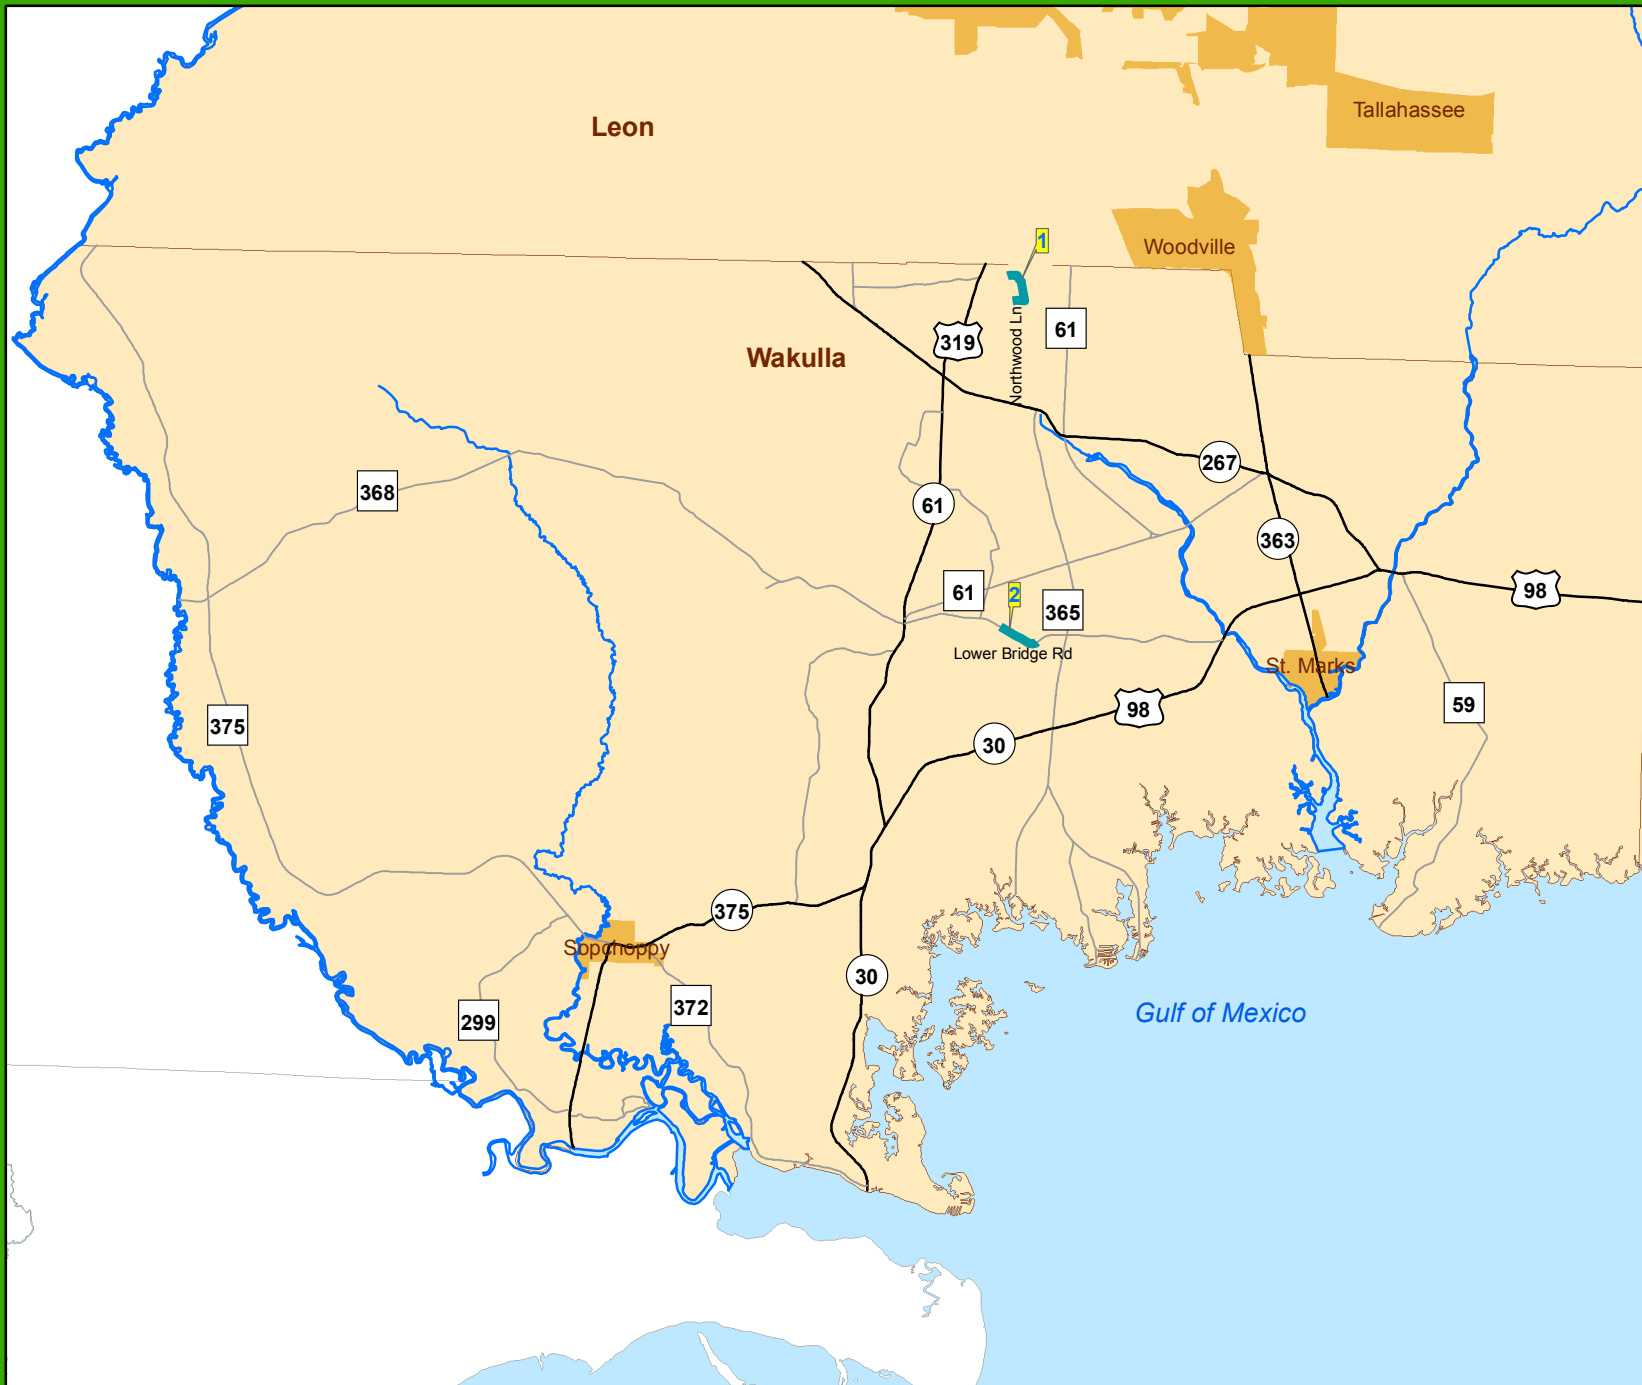 Tallahassee
Leon
1
Woodville
61
319
Northwood Ln
Wakulla
267
368
61
363
61
2
365
98
Lower Bridge Rd
St. Marks
59
98
375
30
375
Sopchoppy
30
372
299
Gulf of Mexico